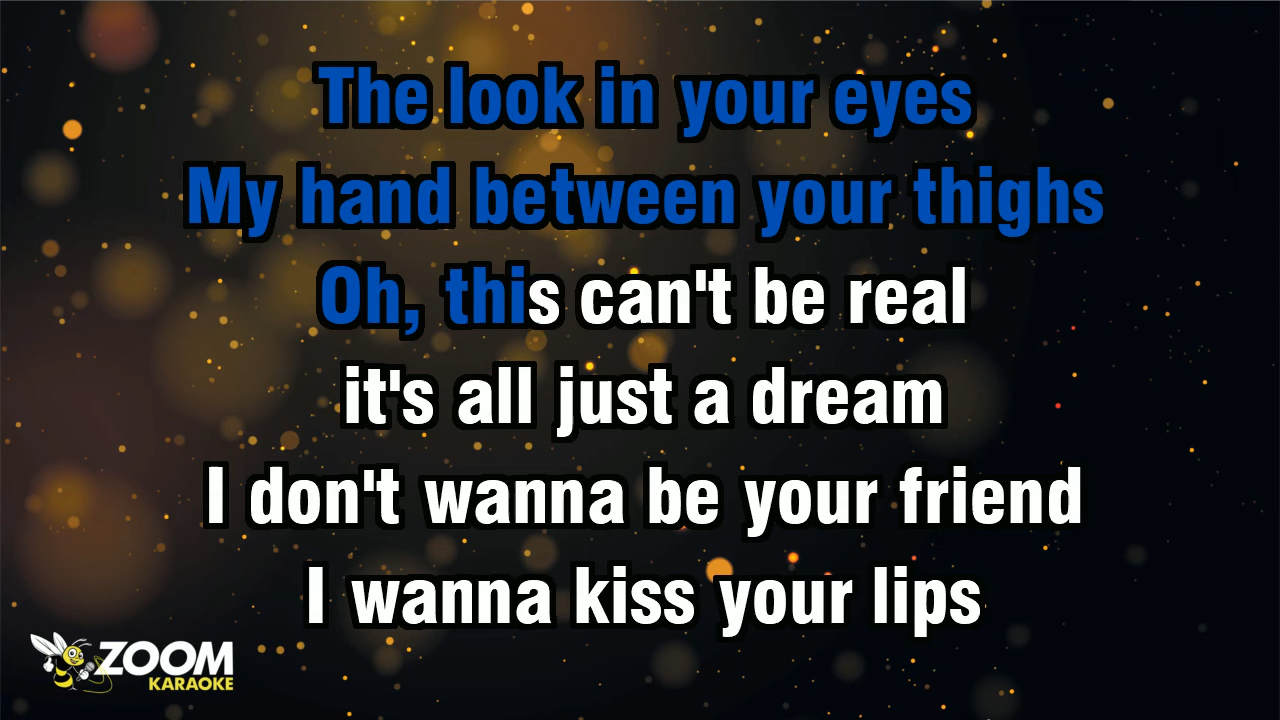 The look in your eyes
My hand between your thighs
Oh, this can't be real
it's all just a dream
I don't wanna be your friend
I wanna kiss your lips
ZOOM
KARAOKE